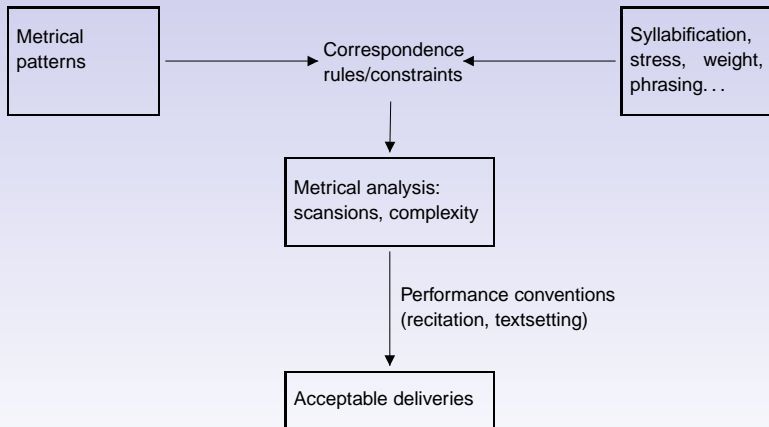 Metrical
patterns
Correspondence
rules/constraints
Syllabification,
stress, weight,
phrasing...
Metrical analysis:
scansions, complexity
Performance conventions
(recitation, textsetting)
Acceptable deliveries